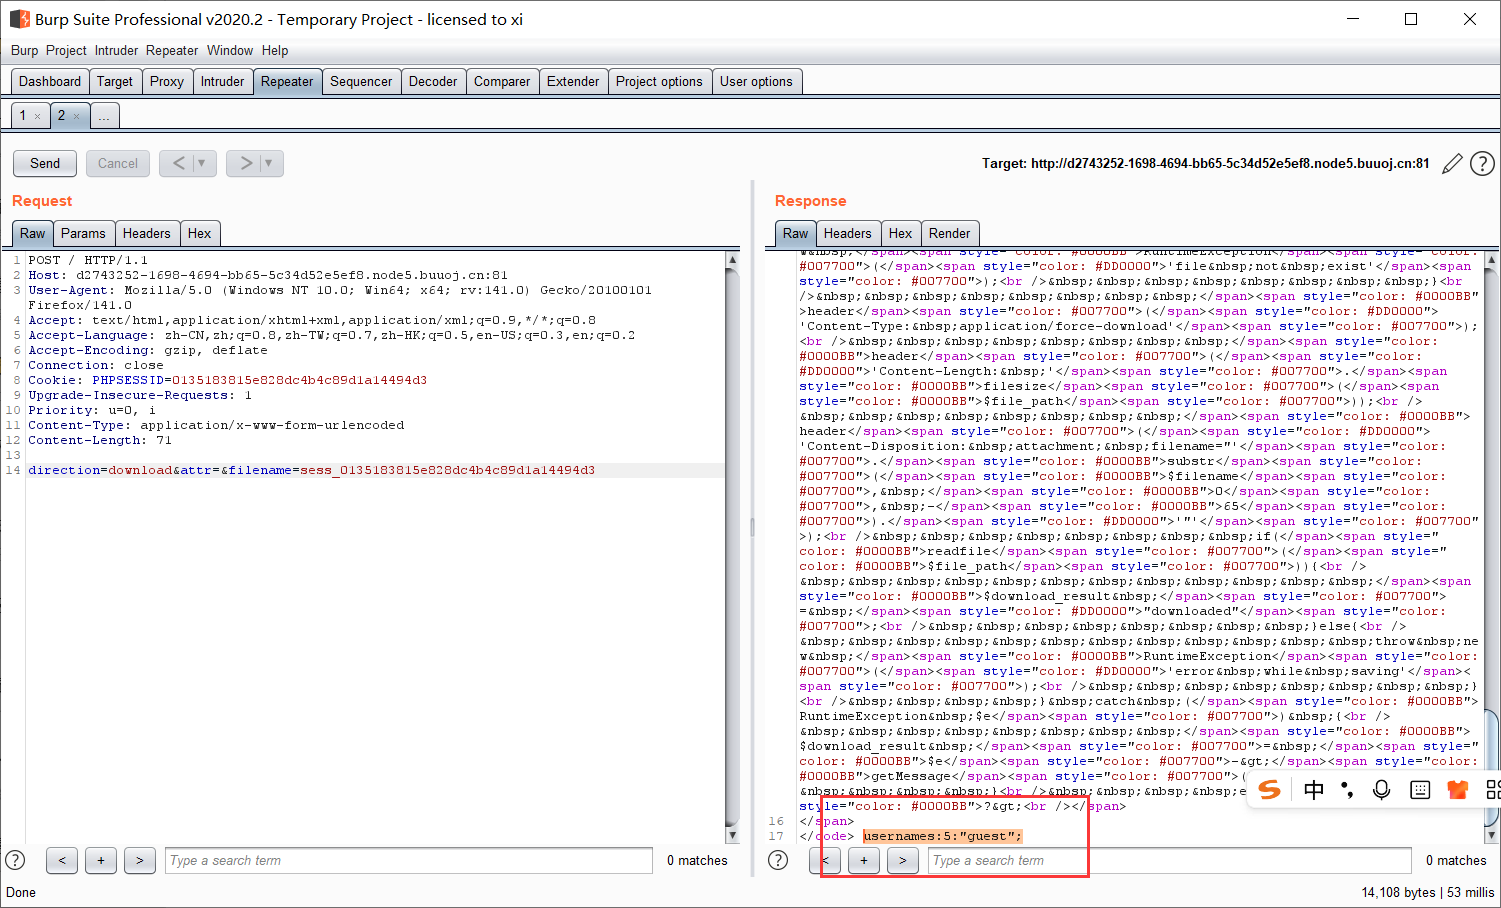 Burp Suite Professional v2020.2 - Temporary Project - licensed to xi
Burp Project Intruder Repeater Window Help
Dashboard Target Proxy Intruder Repeater Sequencer Decoder Comparer Extender Project options User options
1 × 2 × ...
Send Cancel < ▼ > ▼ Target: http://d2743252-1698-4694-bb65-5c34d52e5ef8.node5.buuoj.cn:81 ?
Request
Raw Params Headers Hex
1 POST / HTTP/1.1
2 Host: d2743252-1698-4694-bb65-5c34d52e5ef8.node5.buuoj.cn:81
3 User-Agent: Mozilla/5.0 (Windows NT 10.0; Win64; x64; rv:141.0) Gecko/20100101
Firefox/141.0
4 Accept: text/html,application/xhtml+xml,application/xml;q=0.9,*/*;q=0.8
5 Accept-Language: zh-CN,zh;q=0.8,zh-TW;q=0.7,zh-HK;q=0.5,en-US;q=0.3,en;q=0.2
6 Accept-Encoding: gzip, deflate
7 Connection: close
8 Cookie: PHPSESSID=0135183815e828dc4b4c89d1a14494d3
9 Upgrade-Insecure-Requests: 1
10 Priority: u=0, i
11 Content-Type: application/x-www-form-urlencoded
12 Content-Length: 71
13
14 direction=download&attr=&filename=sess_0135183815e828dc4b4c89d1a14494d3
? < + > Type a search term 0 matches
Response
Raw Headers Hex Render
w&nbsp;</span><span style="color: #0000BB">RuntimeException</span><span style="color:
#007700">(</span><span style="color: #DD0000">'file&nbsp;not&nbsp;exist'</span><span
style="color: #007700">);<br />&nbsp;&nbsp;&nbsp;&nbsp;&nbsp;&nbsp;&nbsp;&nbsp;}<br
/>&nbsp;&nbsp;&nbsp;&nbsp;&nbsp;&nbsp;&nbsp;&nbsp;</span><span style="color: #0000BB">
header</span><span style="color: #007700">(</span><span style="color: #DD0000">
'Content-Type:&nbsp;application/force-download'</span><span style="color: #007700">);
<br />&nbsp;&nbsp;&nbsp;&nbsp;&nbsp;&nbsp;&nbsp;&nbsp;</span><span style="color:
#0000BB">header</span><span style="color: #007700">(</span><span style="color:
#DD0000">'Content-Length:&nbsp;'</span><span style="color: #007700">.</span><span
style="color: #0000BB">filesize</span><span style="color: #007700">(</span><span
style="color: #0000BB">$file_path</span><span style="color: #007700">));<br />
&nbsp;&nbsp;&nbsp;&nbsp;&nbsp;&nbsp;&nbsp;&nbsp;</span><span style="color: #0000BB">
header</span><span style="color: #007700">(</span><span style="color: #DD0000">
'Content-Disposition:&nbsp;attachment;&nbsp;filename="'</span><span style="color:
#007700">.</span><span style="color: #0000BB">substr</span><span style="color: #007700
">(</span><span style="color: #0000BB">$filename</span><span style="color:
#007700">,&nbsp;</span><span style="color: #0000BB">0</span><span style="color:
#007700">,&nbsp;-</span><span style="color: #0000BB">65</span><span style="color:
#007700">).</span><span style="color: #DD0000">'"'</span><span style="color: #007700"
>);<br />&nbsp;&nbsp;&nbsp;&nbsp;&nbsp;&nbsp;&nbsp;&nbsp;if(</span><span style="
color: #0000BB">readfile</span><span style="color: #007700">(</span><span style="
color: #0000BB">$file_path</span><span style="color: #007700">)){<br />
&nbsp;&nbsp;&nbsp;&nbsp;&nbsp;&nbsp;&nbsp;&nbsp;&nbsp;&nbsp;&nbsp;&nbsp;</span><span
style="color: #0000BB">$download_result&nbsp;</span><span style="color: #007700">
=&nbsp;</span><span style="color: #DD0000">"downloaded"</span><span style="color:
#007700">;<br />&nbsp;&nbsp;&nbsp;&nbsp;&nbsp;&nbsp;&nbsp;&nbsp;}else{<br />
&nbsp;&nbsp;&nbsp;&nbsp;&nbsp;&nbsp;&nbsp;&nbsp;&nbsp;&nbsp;&nbsp;&nbsp;throw&nbsp;ne
w&nbsp;</span><span style="color: #0000BB">RuntimeException</span><span style="color:
#007700">(</span><span style="color: #DD0000">'error&nbsp;while&nbsp;saving'</span><
span style="color: #007700">);<br />&nbsp;&nbsp;&nbsp;&nbsp;&nbsp;&nbsp;&nbsp;&nbsp;}
<br />&nbsp;&nbsp;&nbsp;&nbsp;}&nbsp;catch&nbsp;(</span><span style="color: #0000BB">
RuntimeException&nbsp;$e</span><span style="color: #007700">)&nbsp;{<br />
&nbsp;&nbsp;&nbsp;&nbsp;&nbsp;&nbsp;&nbsp;&nbsp;</span><span style="color: #0000BB">
$download_result&nbsp;</span><span style="color: #007700">=&nbsp;</span><span style="
color: #0000BB">$e</span><span style="color: #007700">-&gt;</span><span style="color:
#0000BB">getMessage</span><span style="color: #007700">(
&nbsp;&nbsp;&nbsp;&nbsp;}<br />&nbsp;&nbsp;&nbsp;&nbsp;e
style="color: #0000BB">?&gt;<br /></span>
16 </span>
17 </code> usernames:5:"guest";
中
? < + > Type a search term 0 matches
Done 14,108 bytes | 53 millis